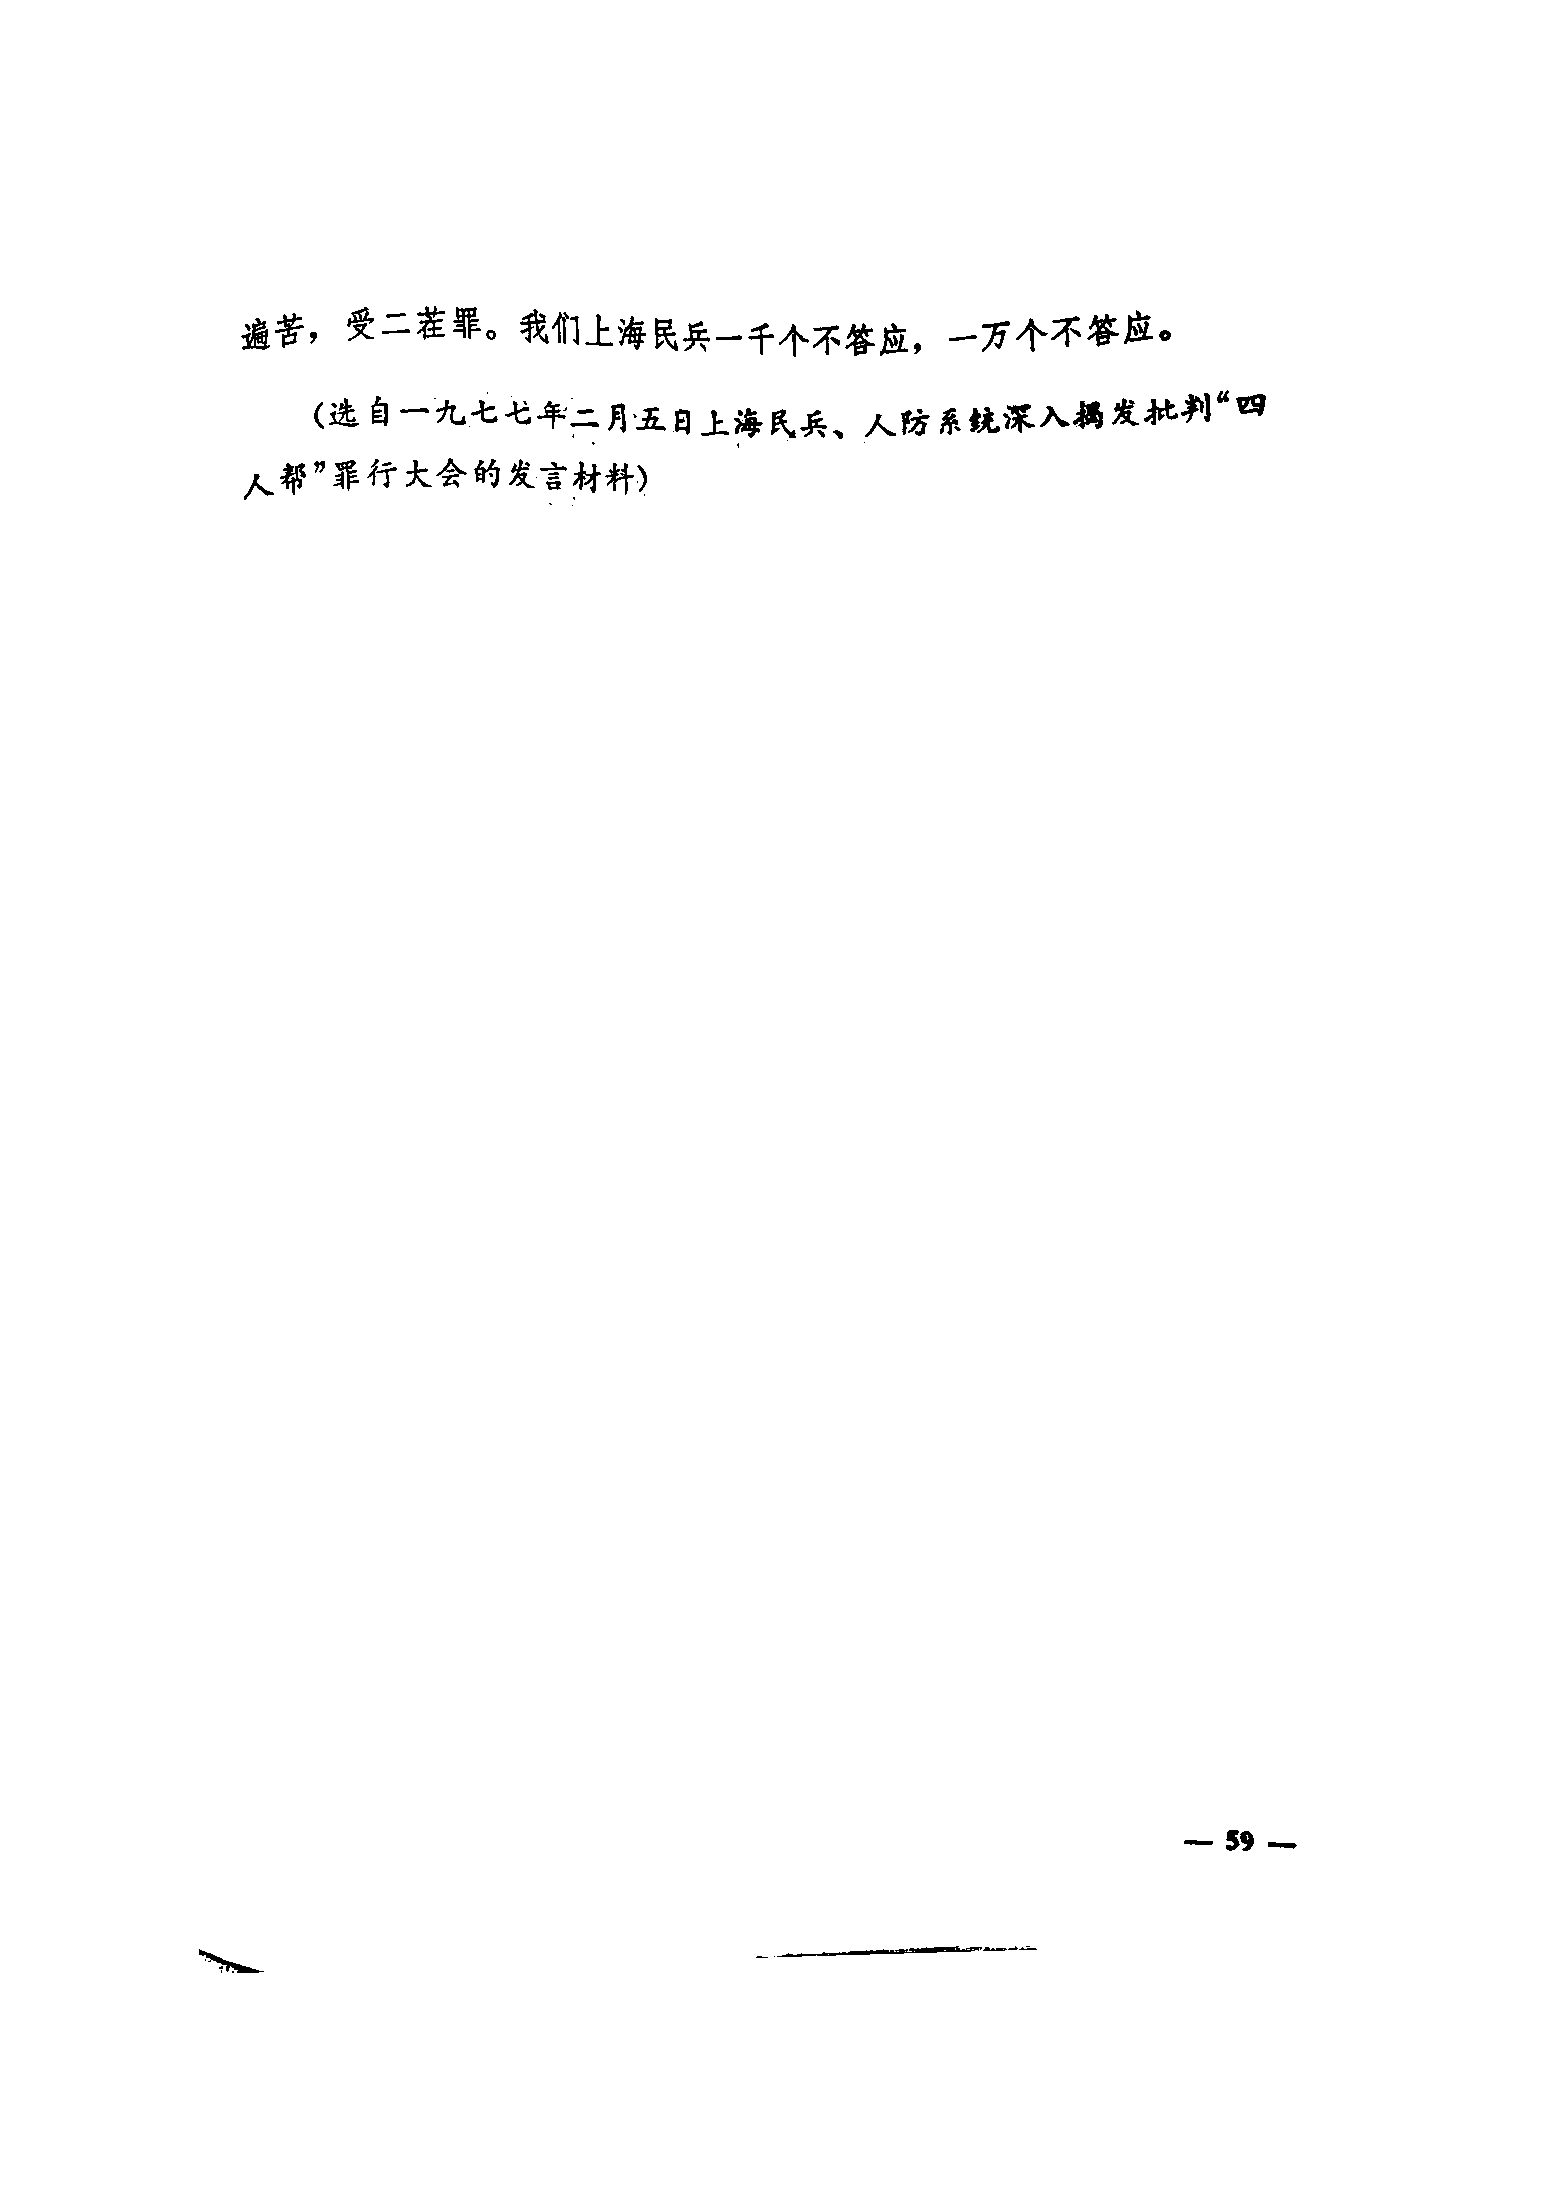 遍苦，受二茬罪。我们上海民兵一千个不答应，一万个不答应。
(选自一九七七年二月五日上海民兵、人防系统深入揭发批判“四
人帮”罪行大会的发言材料)
— 59 —